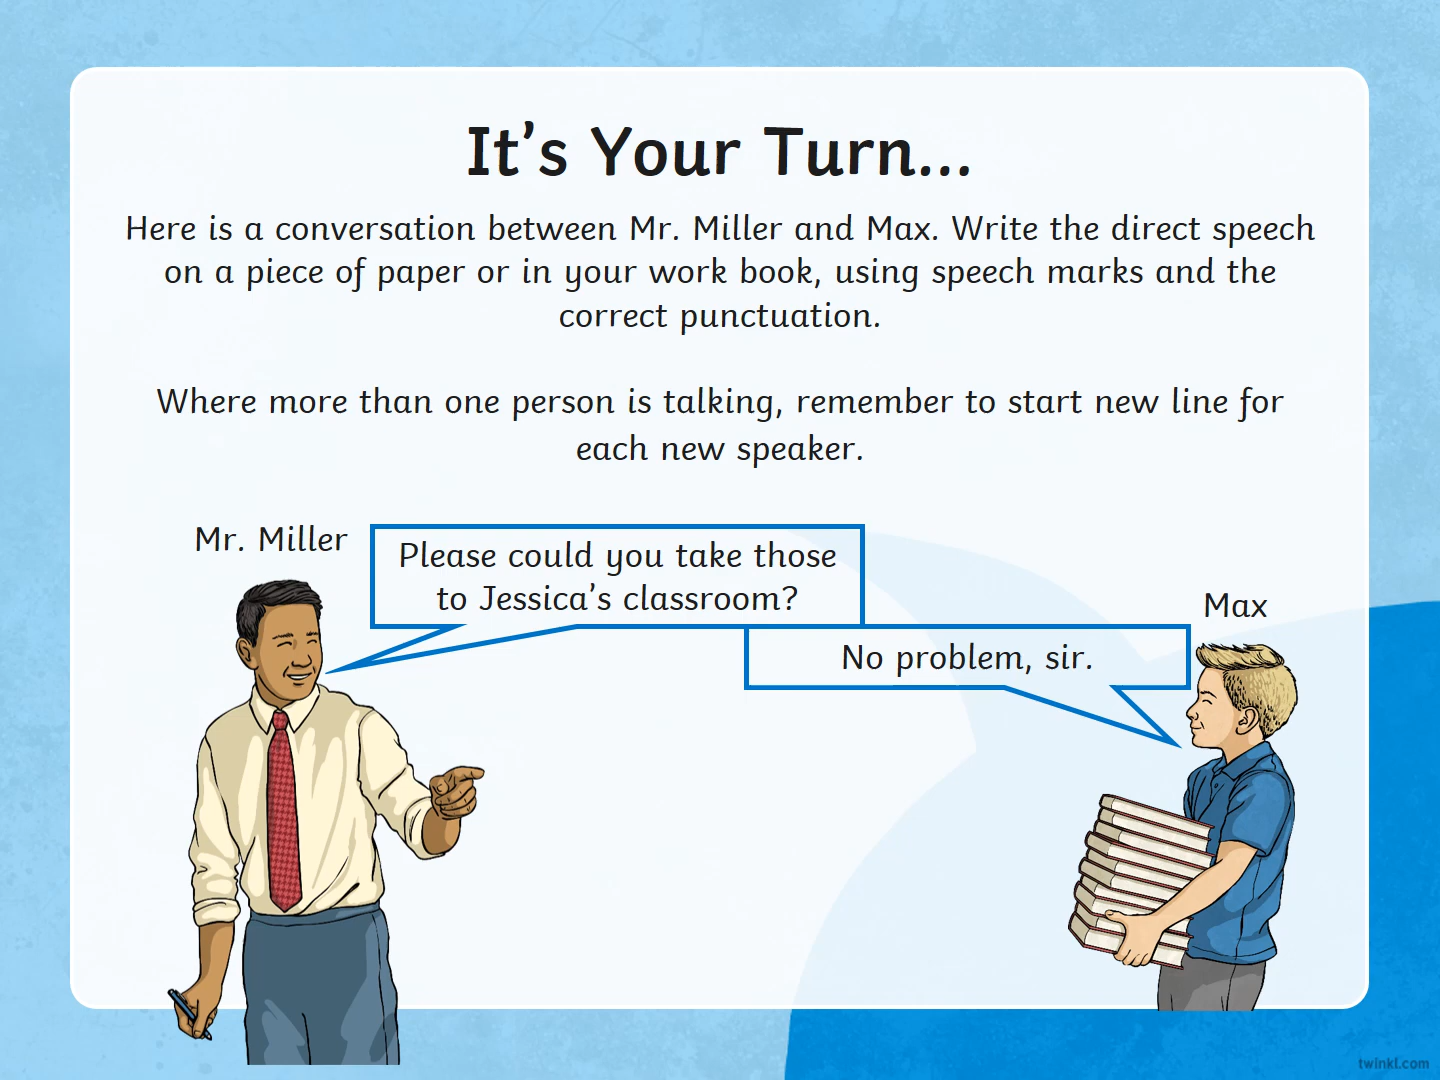 It’s Your Turn...
Here is a conversation between Mr. Miller and Max. Write the direct speech
on a piece of paper or in your work book, using speech marks and the
correct punctuation.
Where more than one person is talking, remember to start new line for
each new speaker.
Mr. Miller
Please could you take those
to Jessica’s classroom?
Max
No problem, sir.
twinkl.com